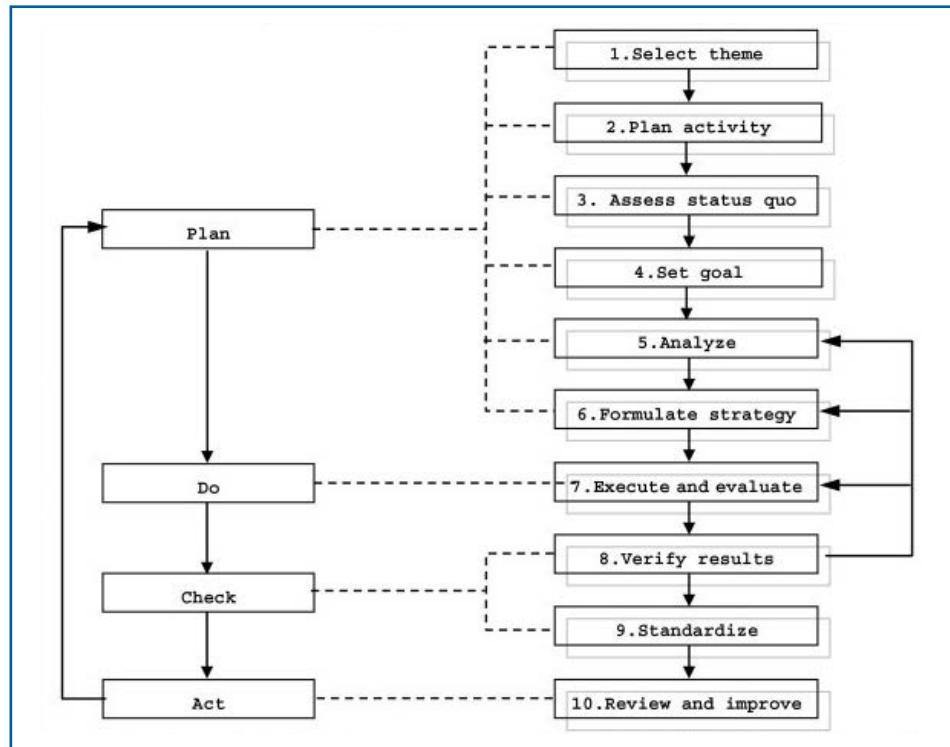 1.Select theme
2.Plan activity
3. Assess status quo
Plan
4.Set goal
5.Analyze
6.Formulate strategy
Do
7.Execute and evaluate
8.Verify results
Check
9.Standardize
Act
10.Review and improve